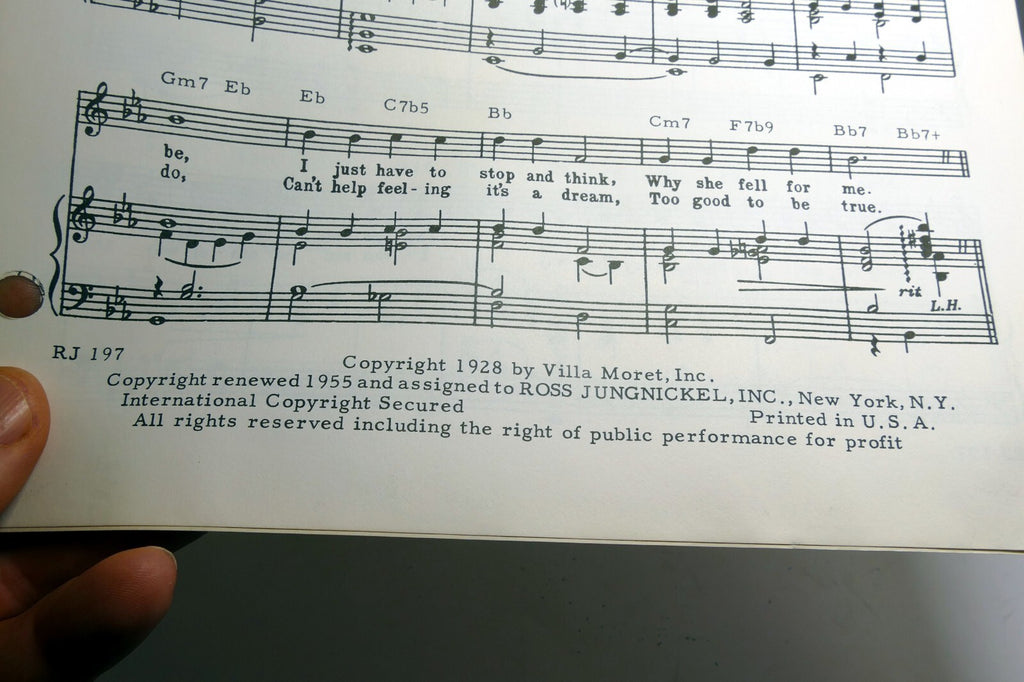 Gm7 Eb Eb C7b5 Bb Cm7 F7b9 Bb7 Bb7+
be, I just have to stop and think, Why she fell for me.
do, Can't help feel-ing it's a dream, Too good to be true.
rit L.H.
RJ 197
Copyright 1928 by Villa Moret, Inc.
Copyright renewed 1955 and assigned to ROSS JUNGNICKEL, INC., New York, N.Y.
International Copyright Secured Printed in U.S.A.
All rights reserved including the right of public performance for profit